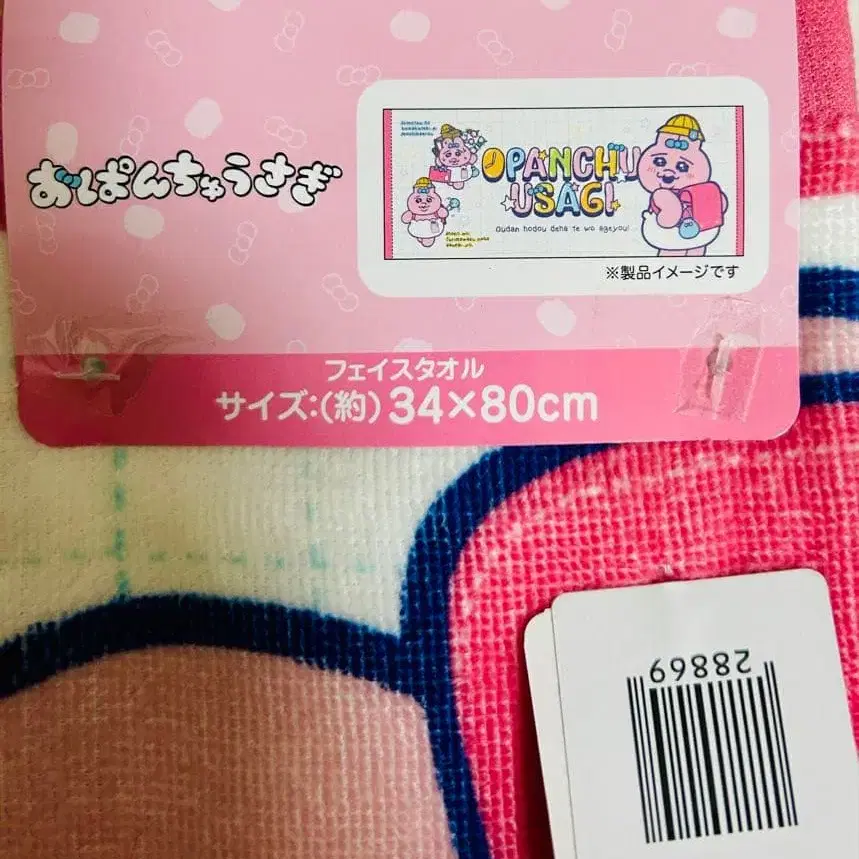 おぱんちゅうさぎ
OPANCHU
USAGI
Oudan hodou deha te wo ageyou!
※製品イメージです
フェイスタオル
サイズ:(約)34×80cm
28869